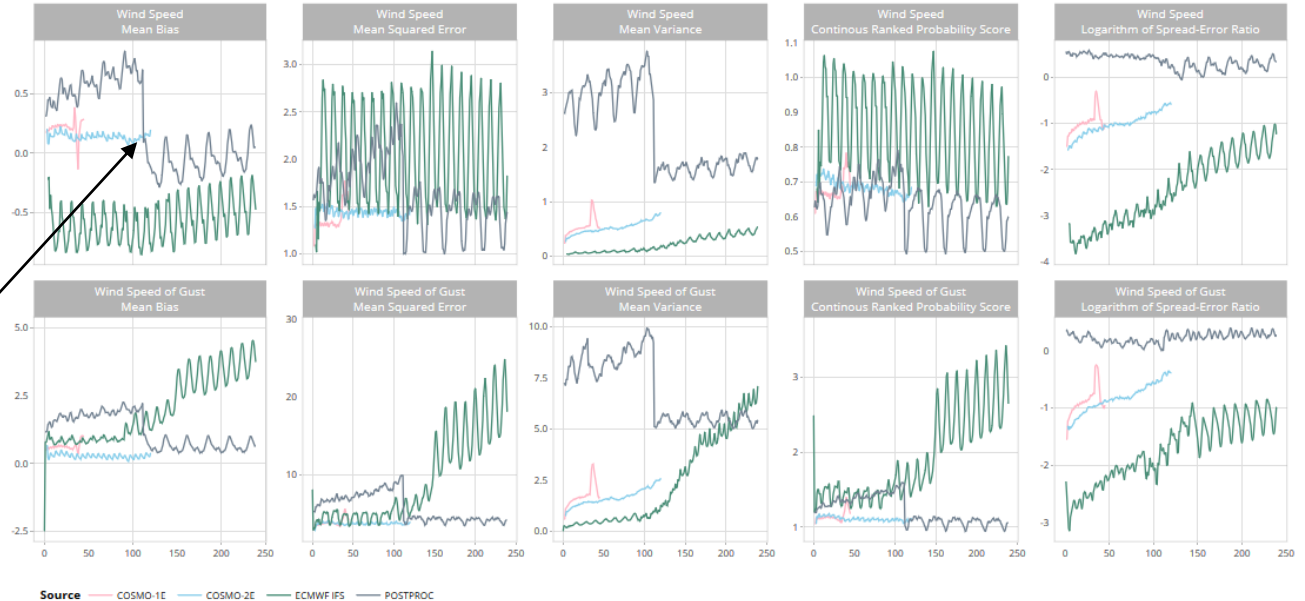 Wind Speed
Mean Bias
Wind Speed
Mean Squared Error
Wind Speed
Mean Variance
Wind Speed
Continous Ranked Probability Score
Wind Speed
Logarithm of Spread-Error Ratio
0.5
0.0
-0.5
3.0
2.5
2.0
1.5
1.0
3
2
1
0
1.1
1.0
0.9
0.8
0.7
0.6
0.5
0
-1
-2
-3
-4
Wind Speed of Gust
Mean Bias
Wind Speed of Gust
Mean Squared Error
Wind Speed of Gust
Mean Variance
Wind Speed of Gust
Continous Ranked Probability Score
Wind Speed of Gust
Logarithm of Spread-Error Ratio
5.0
2.5
0.0
-2.5
30
20
10
10.0
7.5
5.0
2.5
0.0
3
2
1
0
-1
-2
-3
0 50 100 150 200 250
0 50 100 150 200 250
0 50 100 150 200 250
0 50 100 150 200 250
0 50 100 150 200 250
Source COSMO-1E COSMO-2E ECMWF IFS POSTPROC